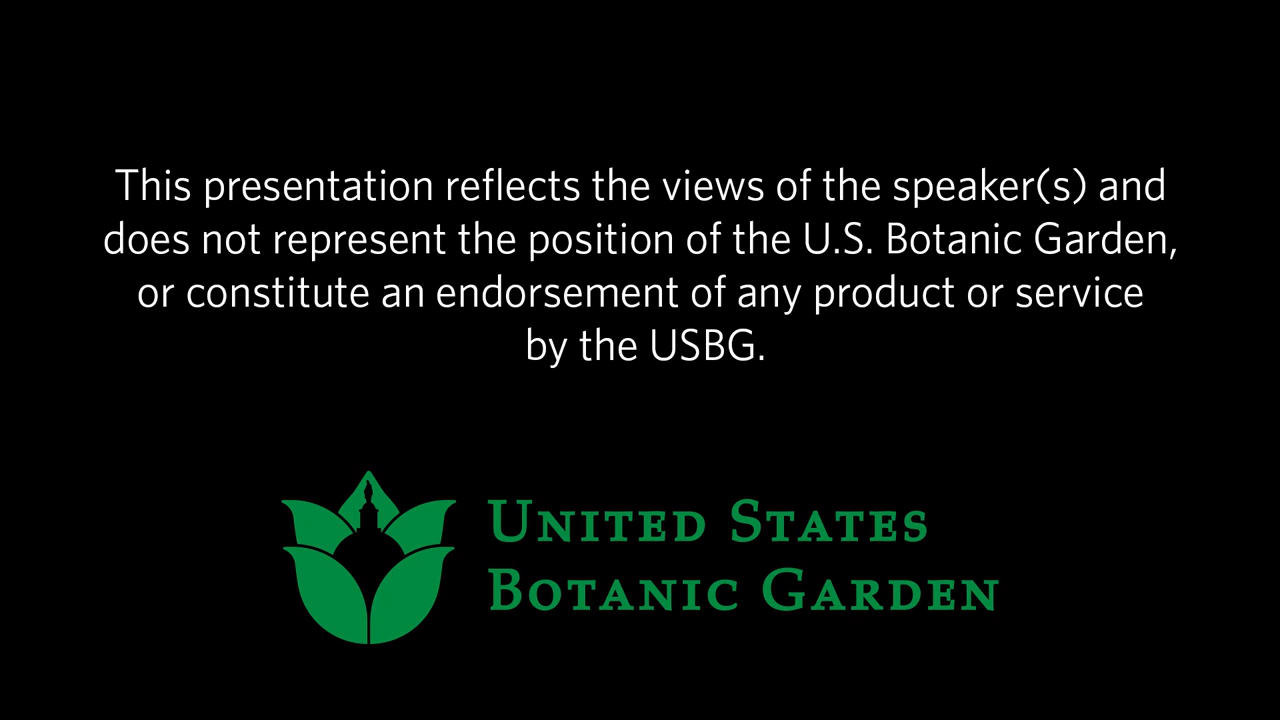 This presentation reflects the views of the speaker(s) and
does not represent the position of the U.S. Botanic Garden,
or constitute an endorsement of any product or service
by the USBG.
United States
Botanic Garden